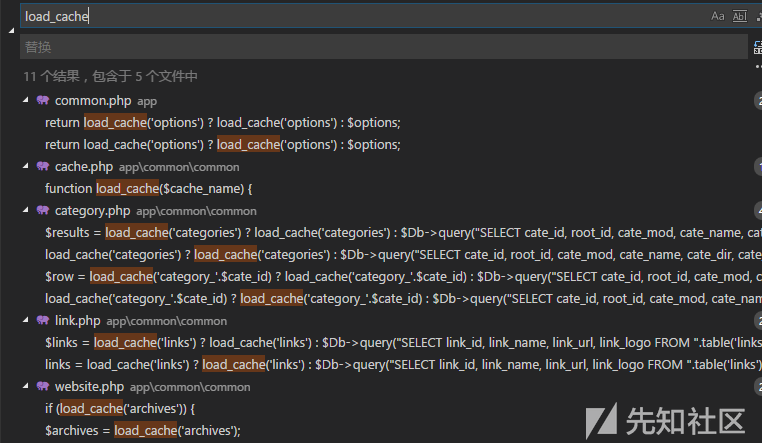 load_cache
Aa Abl
替换
11 个结果，包含于 5 个文件中
common.php app
return load_cache('options') ? load_cache('options') : $options;
return load_cache('options') ? load_cache('options') : $options;
cache.php app\common\common
function load_cache($cache_name) {
category.php app\common\common
$results = load_cache('categories') ? load_cache('categories') : $Db->query("SELECT cate_id, root_id, cate_mod, cate_name, cat
load_cache('categories') ? load_cache('categories') : $Db->query("SELECT cate_id, root_id, cate_mod, cate_name, cate_dir, cate
$row = load_cache('category_'.$cate_id) ? load_cache('category_'.$cate_id) : $Db->query("SELECT cate_id, root_id, cate_mod, c
load_cache('category_'.$cate_id) ? load_cache('category_'.$cate_id) : $Db->query("SELECT cate_id, root_id, cate_mod, cate_nam
link.php app\common\common
$links = load_cache('links') ? load_cache('links') : $Db->query("SELECT link_id, link_name, link_url, link_logo FROM ".table('links'
links = load_cache('links') ? load_cache('links') : $Db->query("SELECT link_id, link_name, link_url, link_logo FROM ".table('links')
website.php app\common\common
if (load_cache('archives')) {
$archives = load_cache('archives');
先知社区